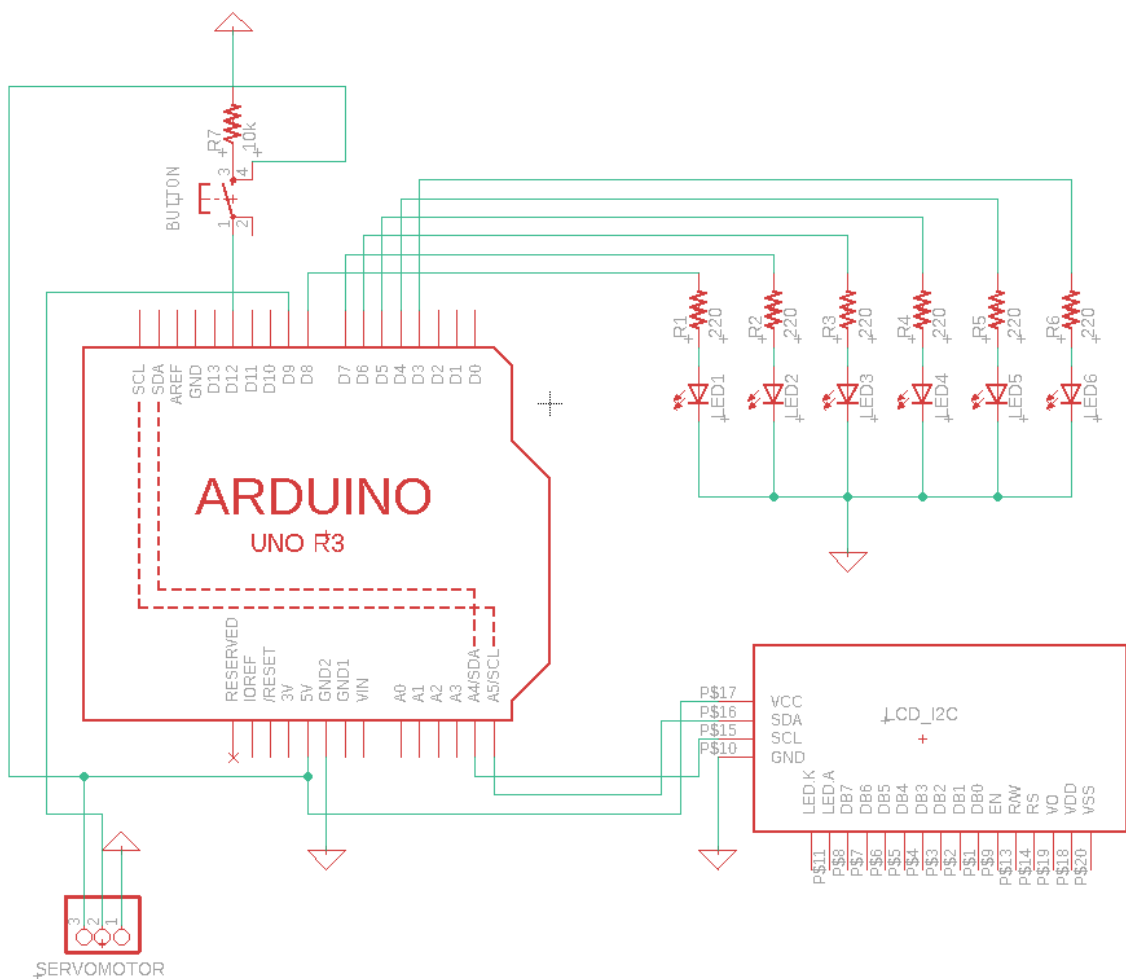 R7
10k
BUTTON
3
4
1
2
R1
220
R2
220
R3
220
R4
220
R5
220
R6
220
LED1
LED2
LED3
LED4
LED5
LED6
SCL
SDA
AREF
GND
D13
D12
D11
D10
D9
D8
D7
D6
D5
D4
D3
D2
D1
D0
ARDUINO
UNO R3
RESERVED
IOREF
/RESET
3V
5V
GND2
GND1
VIN
A0
A1
A2
A3
A4/SDA
A5/SCL
P$17
VCC
P$16
SDA
P$15
SCL
P$10
GND
LCD_I2C
LED.K
LED.A
DB7
DB6
DB5
DB4
DB3
DB2
DB1
DB0
EN
R/W
RS
VO
VDD
VSS
P$11
P$8
P$7
P$6
P$5
P$4
P$3
P$2
P$1
P$9
P$13
P$14
P$19
P$18
P$20
3
2
1
SERVOMOTOR